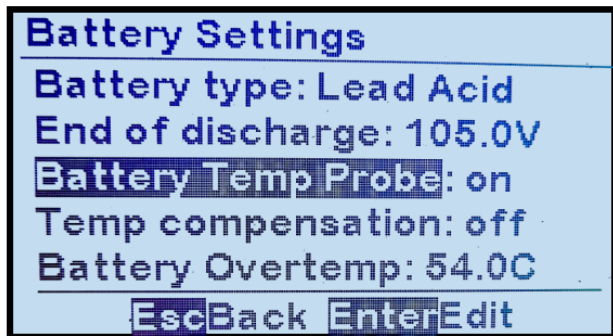 Battery Settings
Battery type: Lead Acid
End of discharge: 105.0V
Battery Temp Probe: on
Temp compensation: off
Battery Overtemp: 54.0C
EscBack EnterEdit